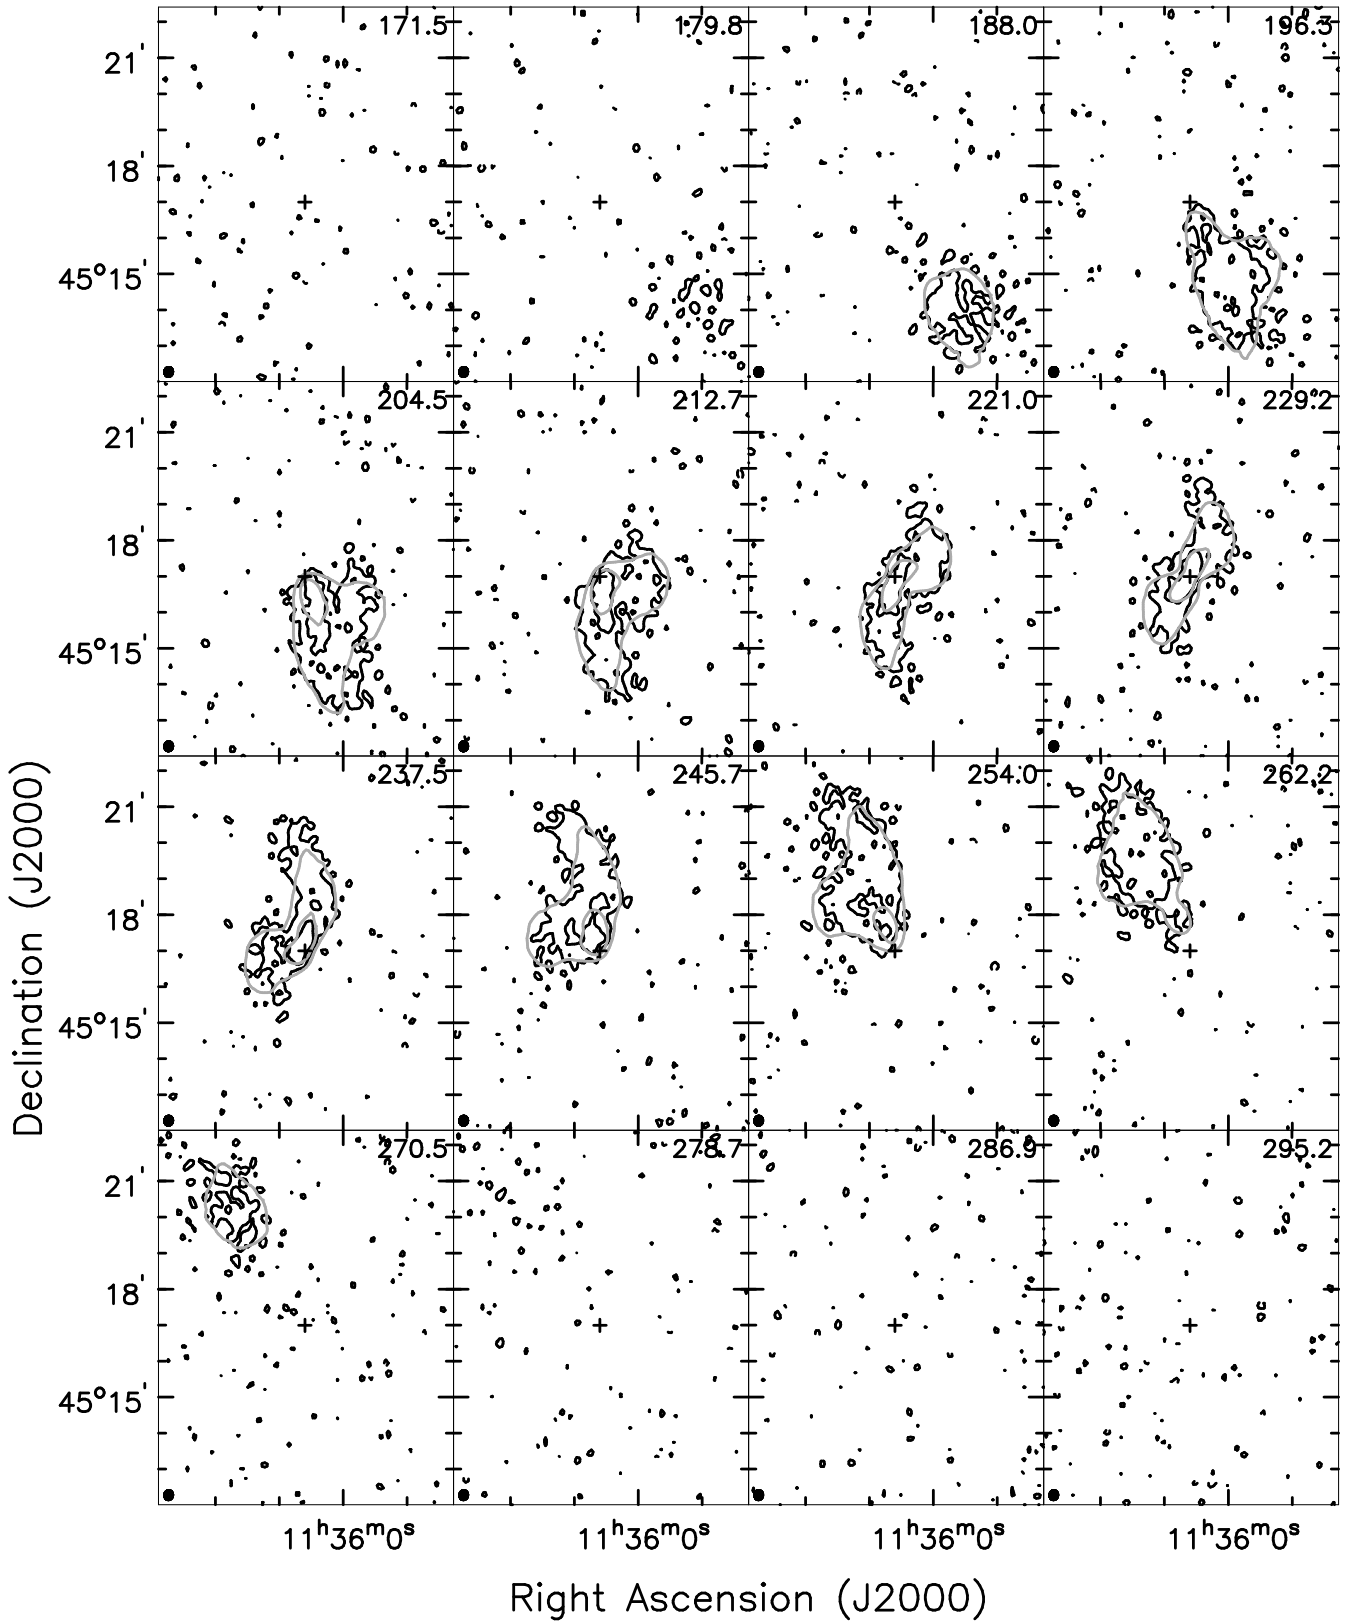 171.5 179.8 188.0 196.3
21'
18'
45°15'
204.5 212.7 221.0 229.2
21'
18'
45°15'
237.5 245.7 254.0 262.2
21'
18'
45°15'
270.5 278.7 286.9 295.2
21'
18'
45°15'
11h36m0s 11h36m0s 11h36m0s 11h36m0s
Declination (J2000)
Right Ascension (J2000)